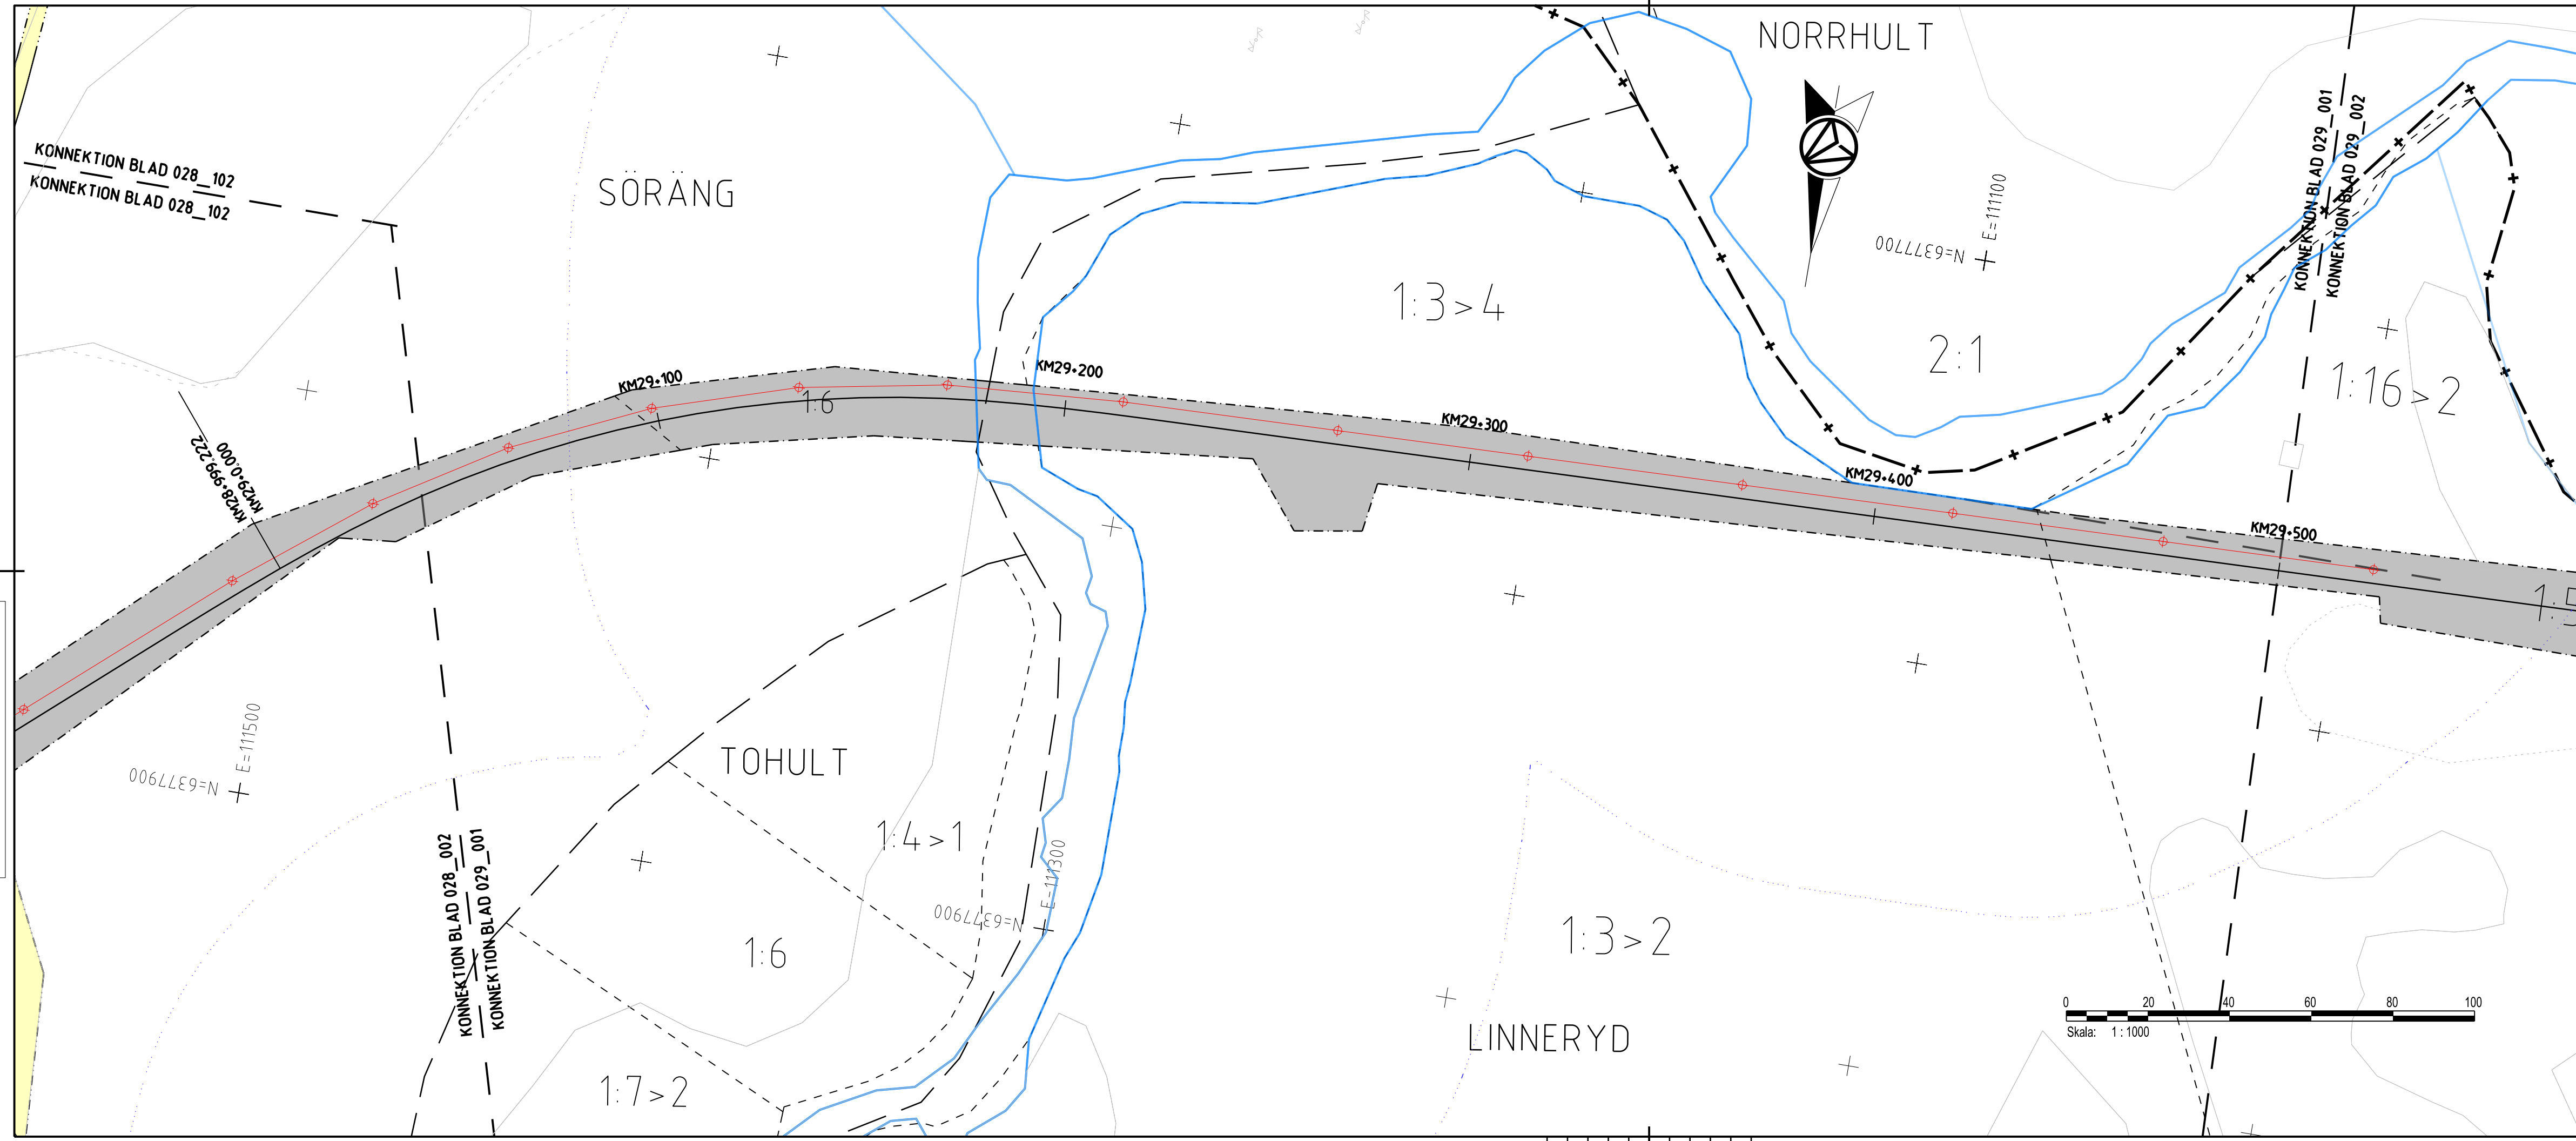 NORRHULT
KONNEKTION BLAD 028_102
KONNEKTION BLAD 028_102
SÖRÄNG
KONNEKTION BLAD 029_001
KONNEKTION BLAD 029_002
N=6377700
E=111100
1:3>4
2:1
1:16>2
KM29+100
1:6
KM29+200
KM29+300
KM29+400
KM29+500
KM28+999.222
KM29+0.000
N=6377900
E=111500
TOHULT
1:4>1
E=111300
N=6377900
1:6
1:3>2
KONNEKTION BLAD 028_002
KONNEKTION BLAD 029_001
LINNERYD
1:7>2
0 20 40 60 80 100
Skala: 1 : 1000